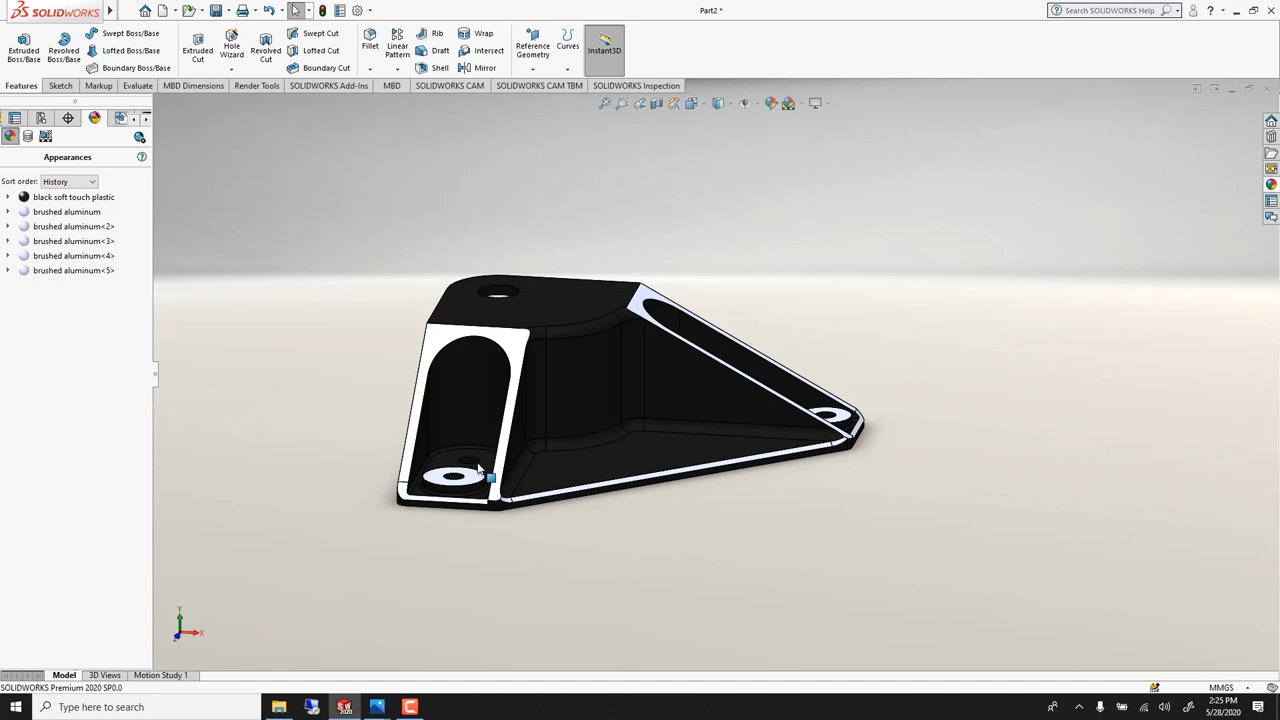 SOLIDWORKS
Part2 *
Search SOLIDWORKS Help
Extruded Boss/Base
Revolved Boss/Base
Swept Boss/Base
Lofted Boss/Base
Boundary Boss/Base
Extruded Cut
Hole Wizard
Revolved Cut
Swept Cut
Lofted Cut
Boundary Cut
Fillet
Linear Pattern
Rib
Draft
Shell
Wrap
Intersect
Mirror
Reference Geometry
Curves
Instant3D
Features
Sketch
Markup
Evaluate
MBD Dimensions
Render Tools
SOLIDWORKS Add-Ins
MBD
SOLIDWORKS CAM
SOLIDWORKS CAM TBM
SOLIDWORKS Inspection
Appearances
Sort order: History
black soft touch plastic
brushed aluminum
brushed aluminum<2>
brushed aluminum<3>
brushed aluminum<4>
brushed aluminum<5>
Y
X
Z
Model
3D Views
Motion Study 1
SOLIDWORKS Premium 2020 SP0.0
MMGS
Type here to search
2:25 PM
5/28/2020